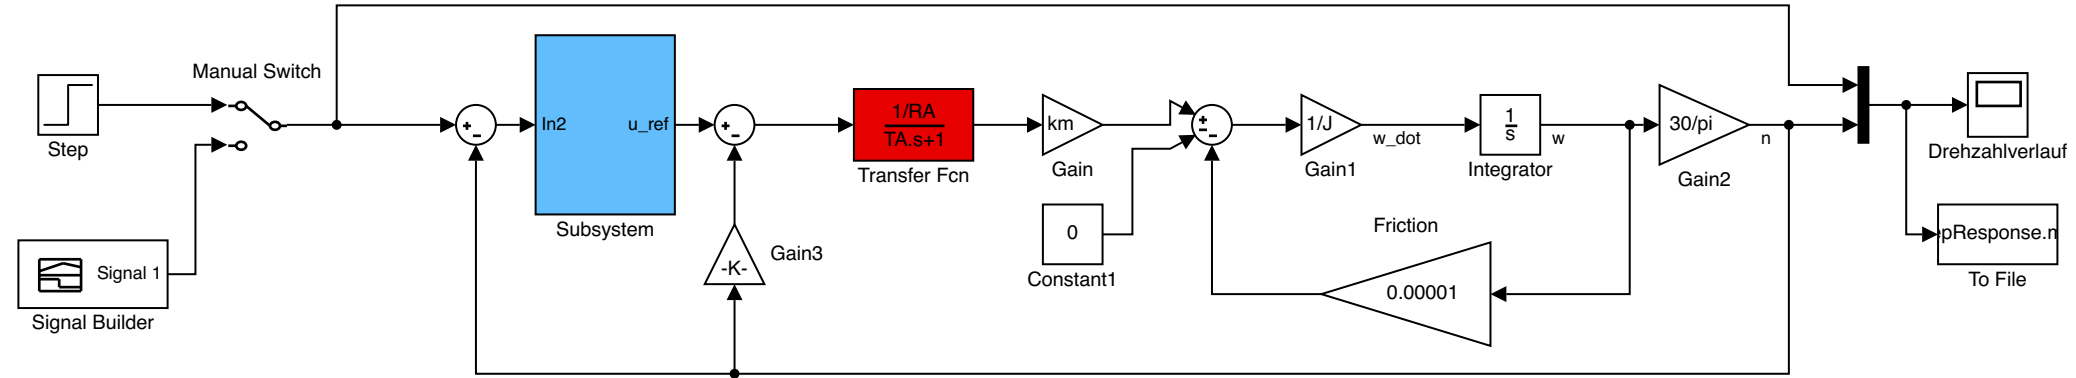 Manual Switch
Step
Signal 1
Signal Builder
+
-
In2
u_ref
Subsystem
+
-
-K-
Gain3
1/RA
TA.s+1
Transfer Fcn
km
Gain
0
Constant1
+
-
-
1/J
Gain1
w_dot
1
s
Integrator
w
Friction
0.00001
30/pi
Gain2
n
Drehzahlverlauf
pResponse.n
To File